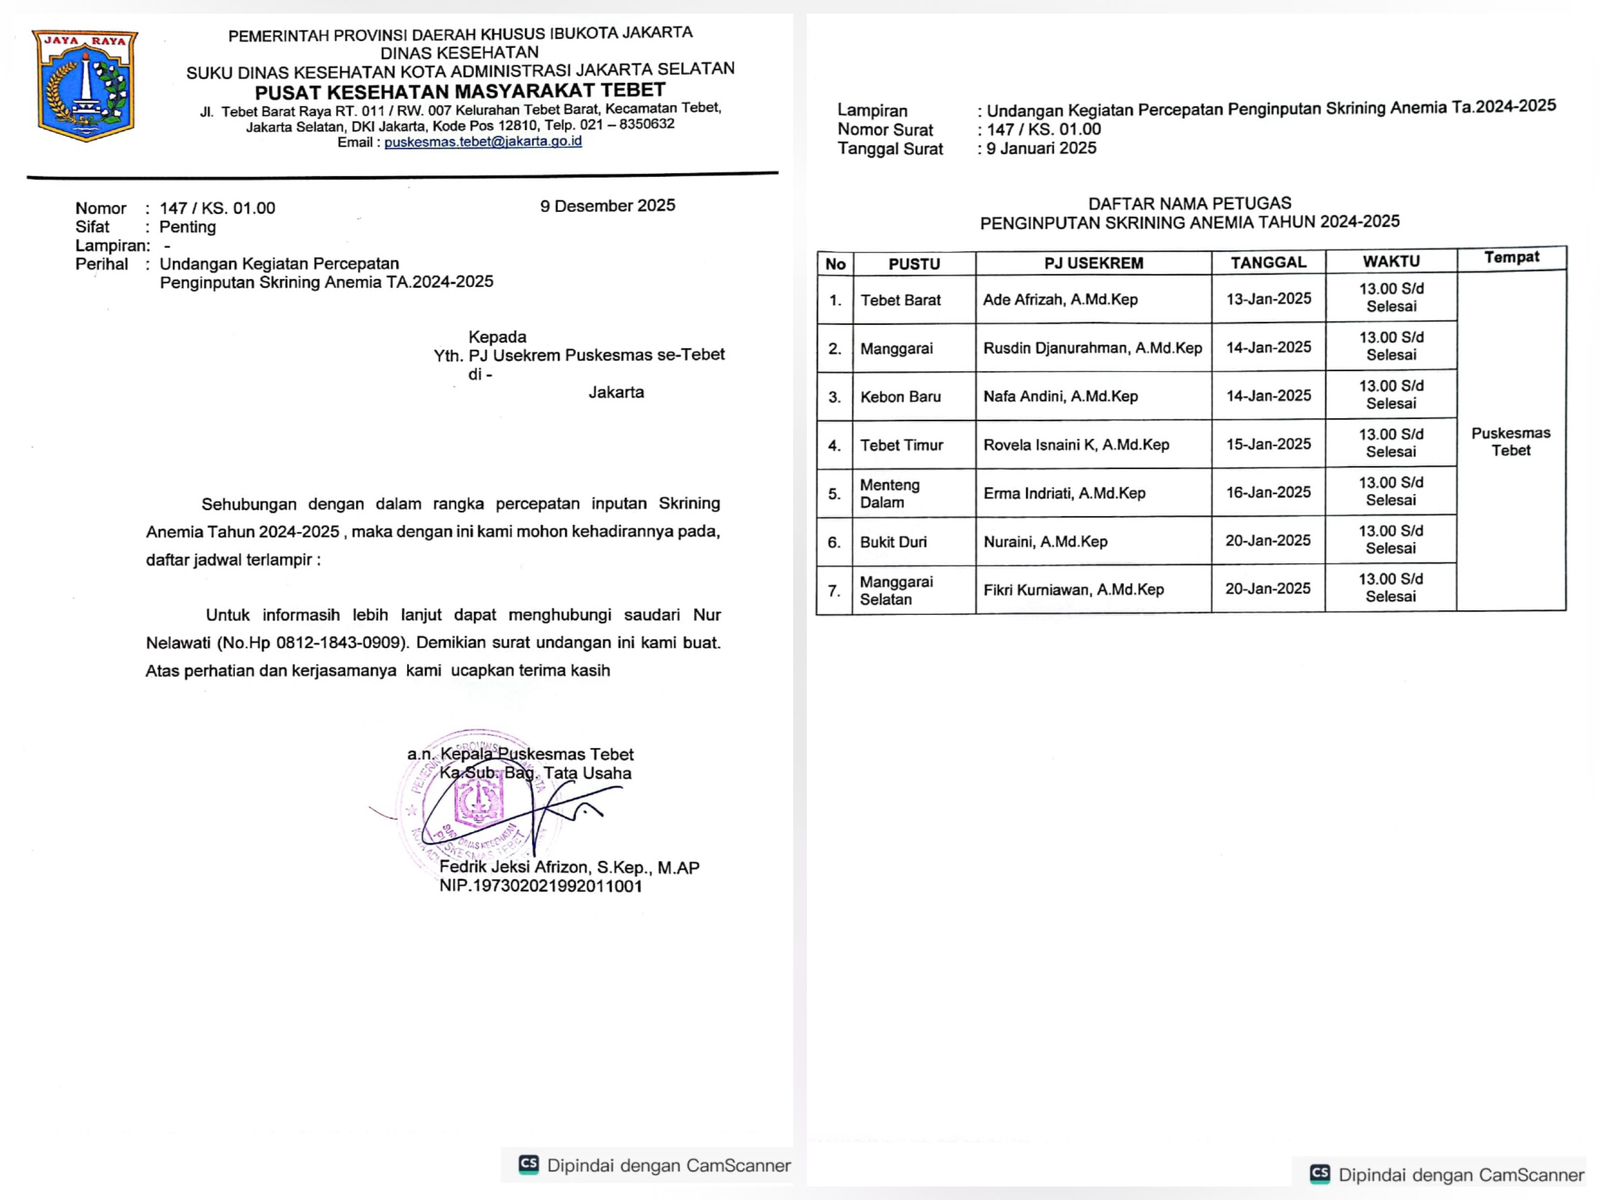 JAYA RAYA
PEMERINTAH PROVINSI DAERAH KHUSUS IBUKOTA JAKARTA
DINAS KESEHATAN
SUKU DINAS KESEHATAN KOTA ADMINISTRASI JAKARTA SELATAN
PUSAT KESEHATAN MASYARAKAT TEBET
Jl. Tebet Barat Raya RT. 011 / RW. 007 Kelurahan Tebet Barat, Kecamatan Tebet,
Jakarta Selatan, DKI Jakarta, Kode Pos 12810, Telp. 021 – 8350632
Email : puskesmas.tebet@jakarta.go.id
Nomor : 147 / KS. 01.00 9 Desember 2025
Sifat : Penting
Lampiran: -
Perihal : Undangan Kegiatan Percepatan
Penginputan Skrining Anemia TA.2024-2025
Kepada
Yth. PJ Usekrem Puskesmas se-Tebet
di -
Jakarta
Sehubungan dengan dalam rangka percepatan inputan Skrining
Anemia Tahun 2024-2025 , maka dengan ini kami mohon kehadirannya pada,
daftar jadwal terlampir :
Untuk informasih lebih lanjut dapat menghubungi saudari Nur
Nelawati (No.Hp 0812-1843-0909). Demikian surat undangan ini kami buat.
Atas perhatian dan kerjasamanya kami ucapkan terima kasih
a.n. Kepala Puskesmas Tebet
Ka.Sub. Bag. Tata Usaha
SUKU DINAS KESEHATAN
PUSKESMAS TEBET
Fedrik Jeksi Afrizon, S.Kep., M.AP
NIP.197302021992011001
CS Dipindai dengan CamScanner
Lampiran : Undangan Kegiatan Percepatan Penginputan Skrining Anemia Ta.2024-2025
Nomor Surat : 147 / KS. 01.00
Tanggal Surat : 9 Januari 2025
DAFTAR NAMA PETUGAS
PENGINPUTAN SKRINING ANEMIA TAHUN 2024-2025
No PUSTU PJ USEKREM TANGGAL WAKTU Tempat
1. Tebet Barat Ade Afrizah, A.Md.Kep 13-Jan-2025 13.00 S/d Selesai
2. Manggarai Rusdin Djanurahman, A.Md.Kep 14-Jan-2025 13.00 S/d Selesai
3. Kebon Baru Nafa Andini, A.Md.Kep 14-Jan-2025 13.00 S/d Selesai
4. Tebet Timur Rovela Isnaini K, A.Md.Kep 15-Jan-2025 13.00 S/d Selesai
Puskesmas Tebet
5. Menteng Dalam Erma Indriati, A.Md.Kep 16-Jan-2025 13.00 S/d Selesai
6. Bukit Duri Nuraini, A.Md.Kep 20-Jan-2025 13.00 S/d Selesai
7. Manggarai Selatan Fikri Kurniawan, A.Md.Kep 20-Jan-2025 13.00 S/d Selesai
CS Dipindai dengan CamScanner